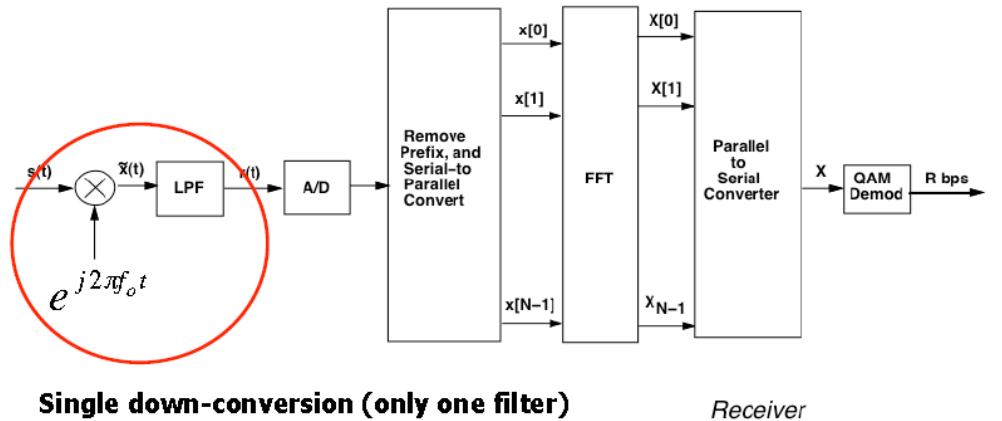 x[0]
X[0]
x[1]
X[1]
Remove
Prefix, and
Serial-to
Parallel
Convert
FFT
Parallel
to
Serial
Converter
s(t)
x̃(t)
LPF
r(t)
A/D
X
QAM
Demod
R bps
e^{j2πf_o t}
x[N-1]
X_{N-1}
Single down-conversion (only one filter)
Receiver